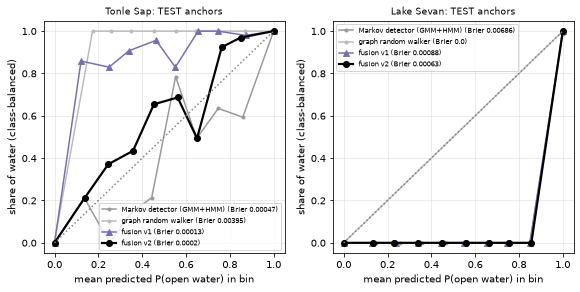 Tonle Sap: TEST anchors
share of water (class-balanced)
1.0
0.8
0.6
0.4
0.2
0.0
Markov detector (GMM+HMM) (Brier 0.00047)
graph random walker (Brier 0.00395)
fusion v1 (Brier 0.00013)
fusion v2 (Brier 0.0002)
0.0 0.2 0.4 0.6 0.8 1.0
mean predicted P(open water) in bin
Lake Sevan: TEST anchors
share of water (class-balanced)
Markov detector (GMM+HMM) (Brier 0.00686)
graph random walker (Brier 0.0)
fusion v1 (Brier 0.00088)
fusion v2 (Brier 0.00063)
1.0
0.8
0.6
0.4
0.2
0.0
0.0 0.2 0.4 0.6 0.8 1.0
mean predicted P(open water) in bin